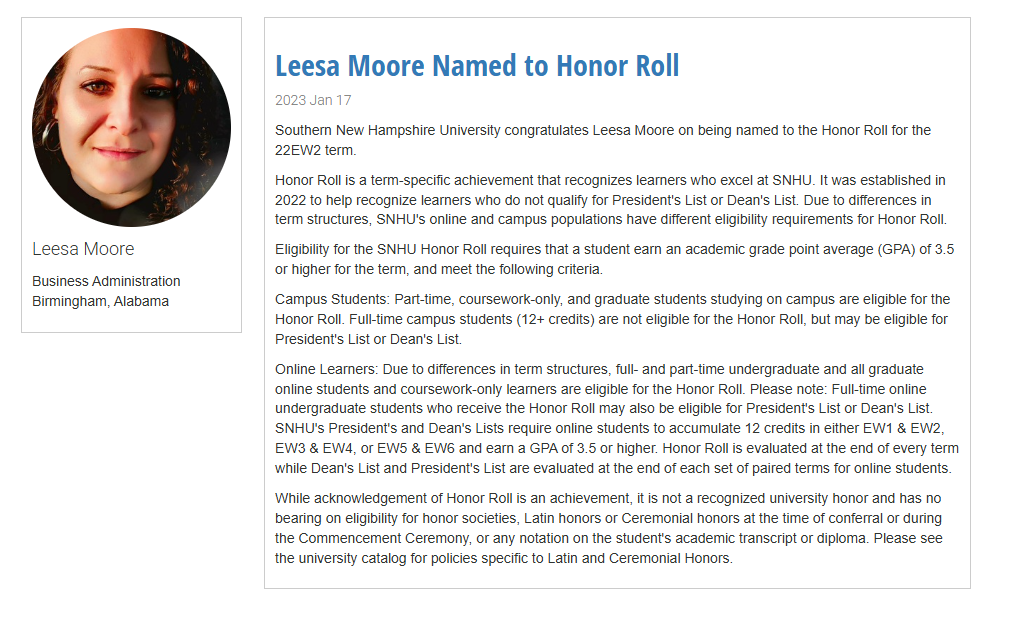 Leesa Moore
Business Administration
Birmingham, Alabama
Leesa Moore Named to Honor Roll
2023 Jan 17
Southern New Hampshire University congratulates Leesa Moore on being named to the Honor Roll for the
22EW2 term.
Honor Roll is a term-specific achievement that recognizes learners who excel at SNHU. It was established in
2022 to help recognize learners who do not qualify for President's List or Dean's List. Due to differences in
term structures, SNHU's online and campus populations have different eligibility requirements for Honor Roll.
Eligibility for the SNHU Honor Roll requires that a student earn an academic grade point average (GPA) of 3.5
or higher for the term, and meet the following criteria.
Campus Students: Part-time, coursework-only, and graduate students studying on campus are eligible for the
Honor Roll. Full-time campus students (12+ credits) are not eligible for the Honor Roll, but may be eligible for
President's List or Dean's List.
Online Learners: Due to differences in term structures, full- and part-time undergraduate and all graduate
online students and coursework-only learners are eligible for the Honor Roll. Please note: Full-time online
undergraduate students who receive the Honor Roll may also be eligible for President's List or Dean's List.
SNHU's President's and Dean's Lists require online students to accumulate 12 credits in either EW1 & EW2,
EW3 & EW4, or EW5 & EW6 and earn a GPA of 3.5 or higher. Honor Roll is evaluated at the end of every term
while Dean's List and President's List are evaluated at the end of each set of paired terms for online students.
While acknowledgement of Honor Roll is an achievement, it is not a recognized university honor and has no
bearing on eligibility for honor societies, Latin honors or Ceremonial honors at the time of conferral or during
the Commencement Ceremony, or any notation on the student's academic transcript or diploma. Please see
the university catalog for policies specific to Latin and Ceremonial Honors.